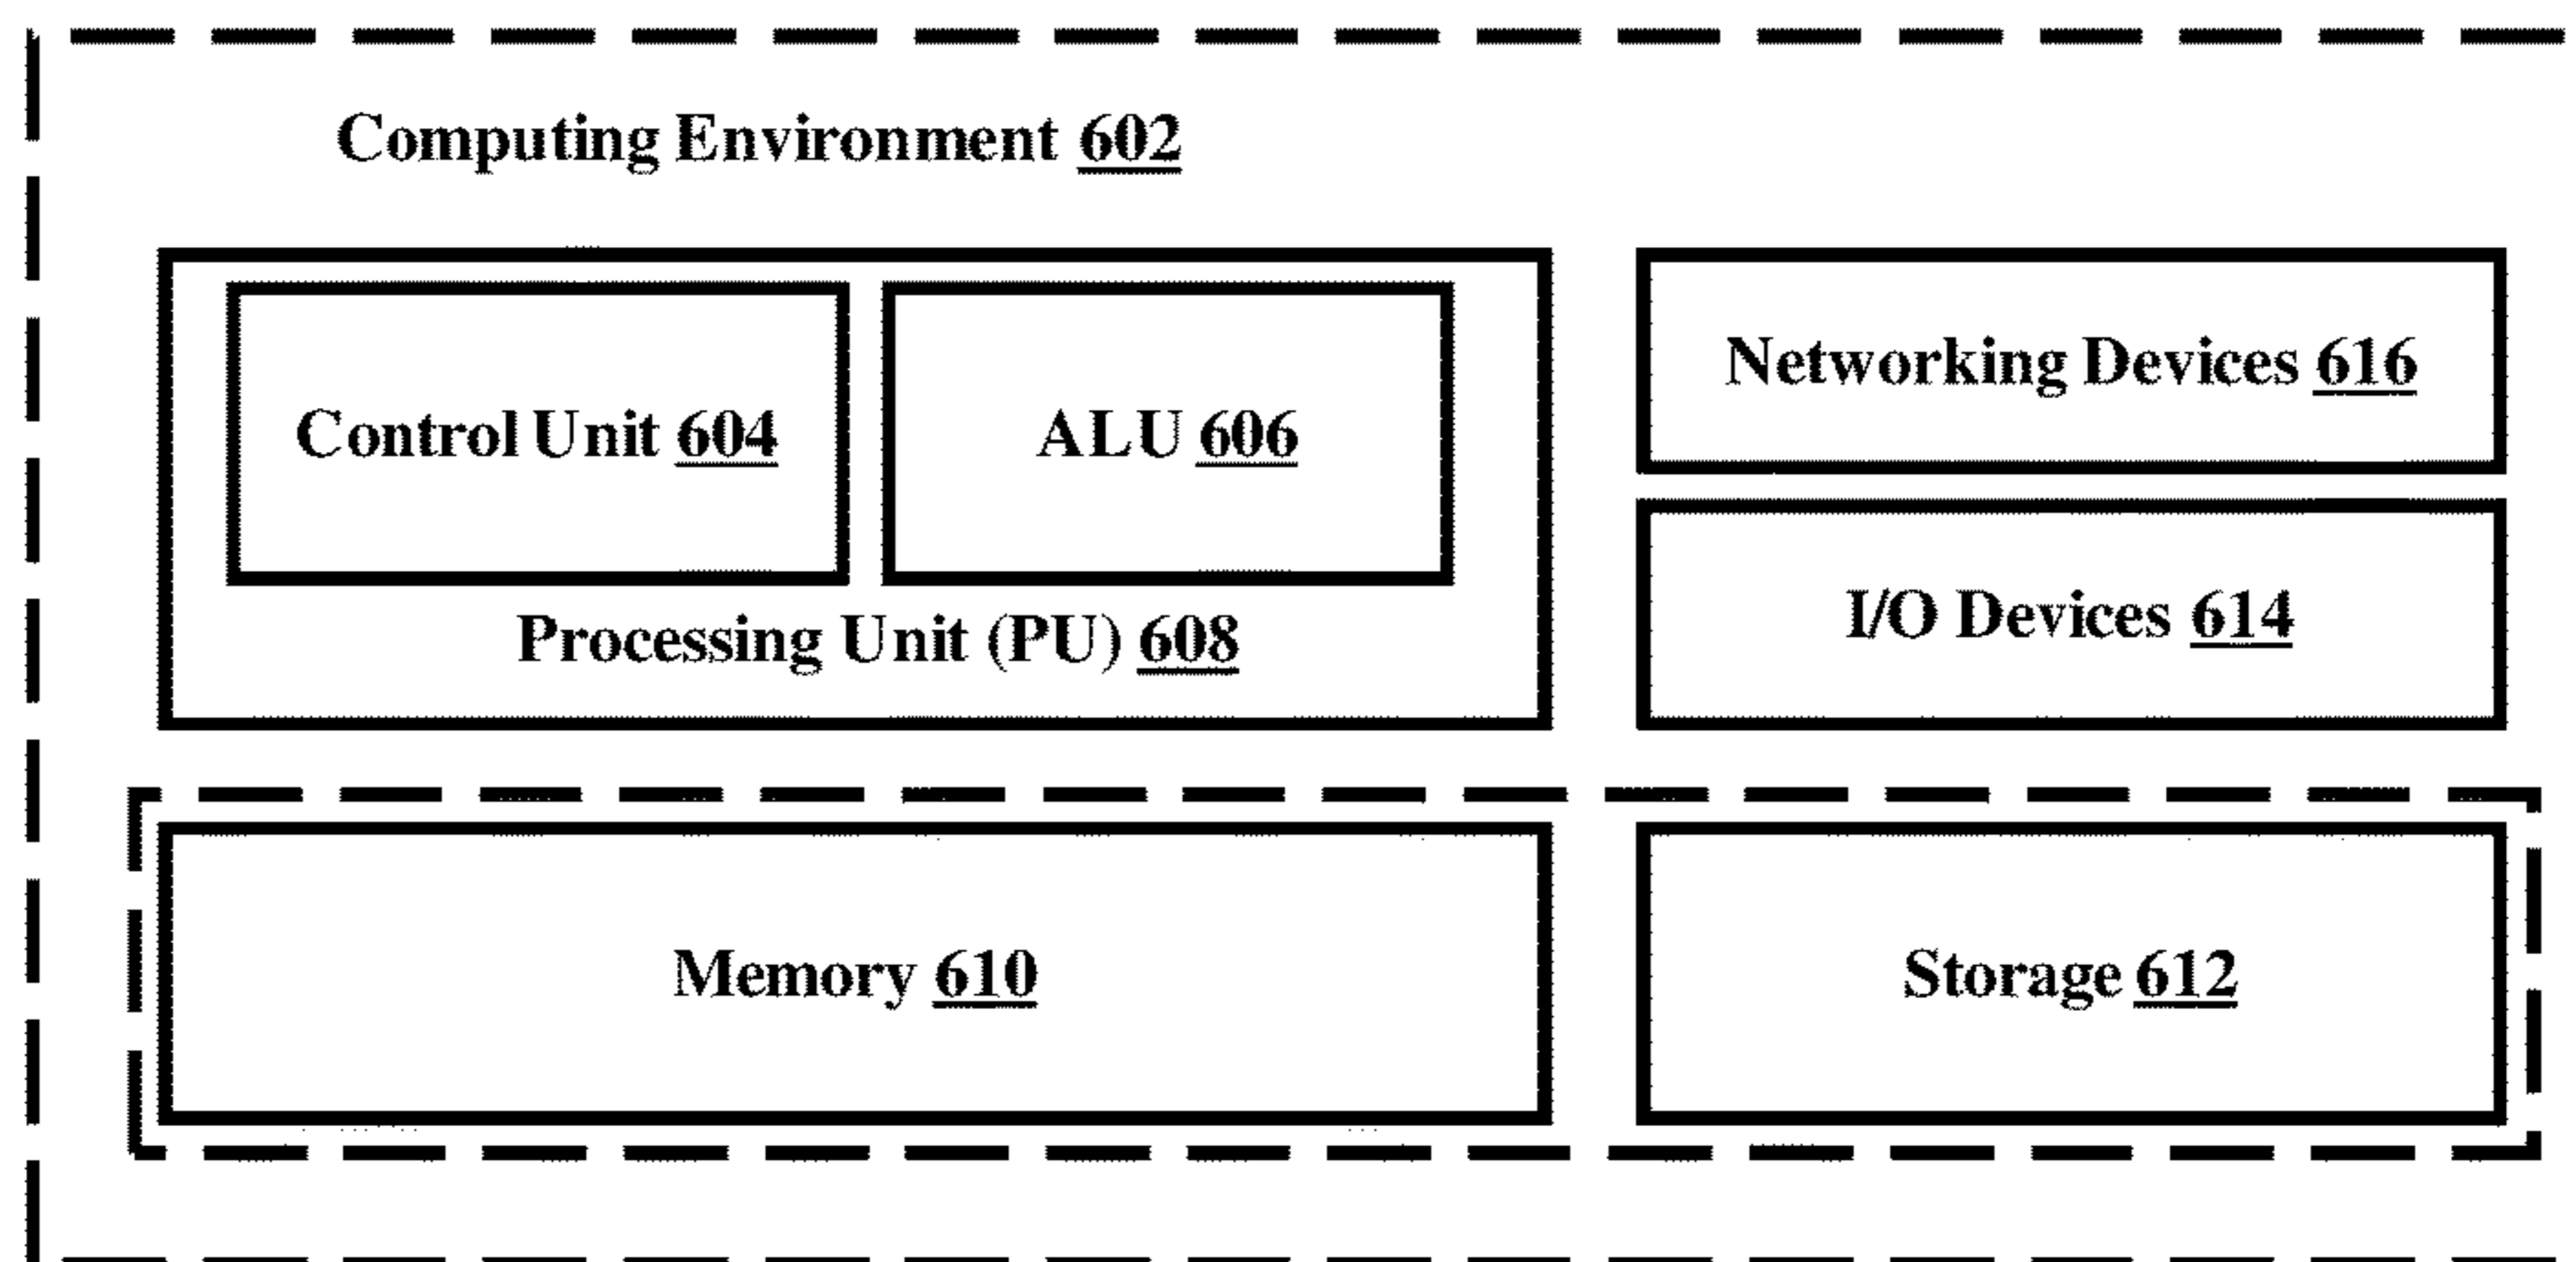 Computing Environment 602
Control Unit 604
ALU 606
Processing Unit (PU) 608
Networking Devices 616
I/O Devices 614
Memory 610
Storage 612